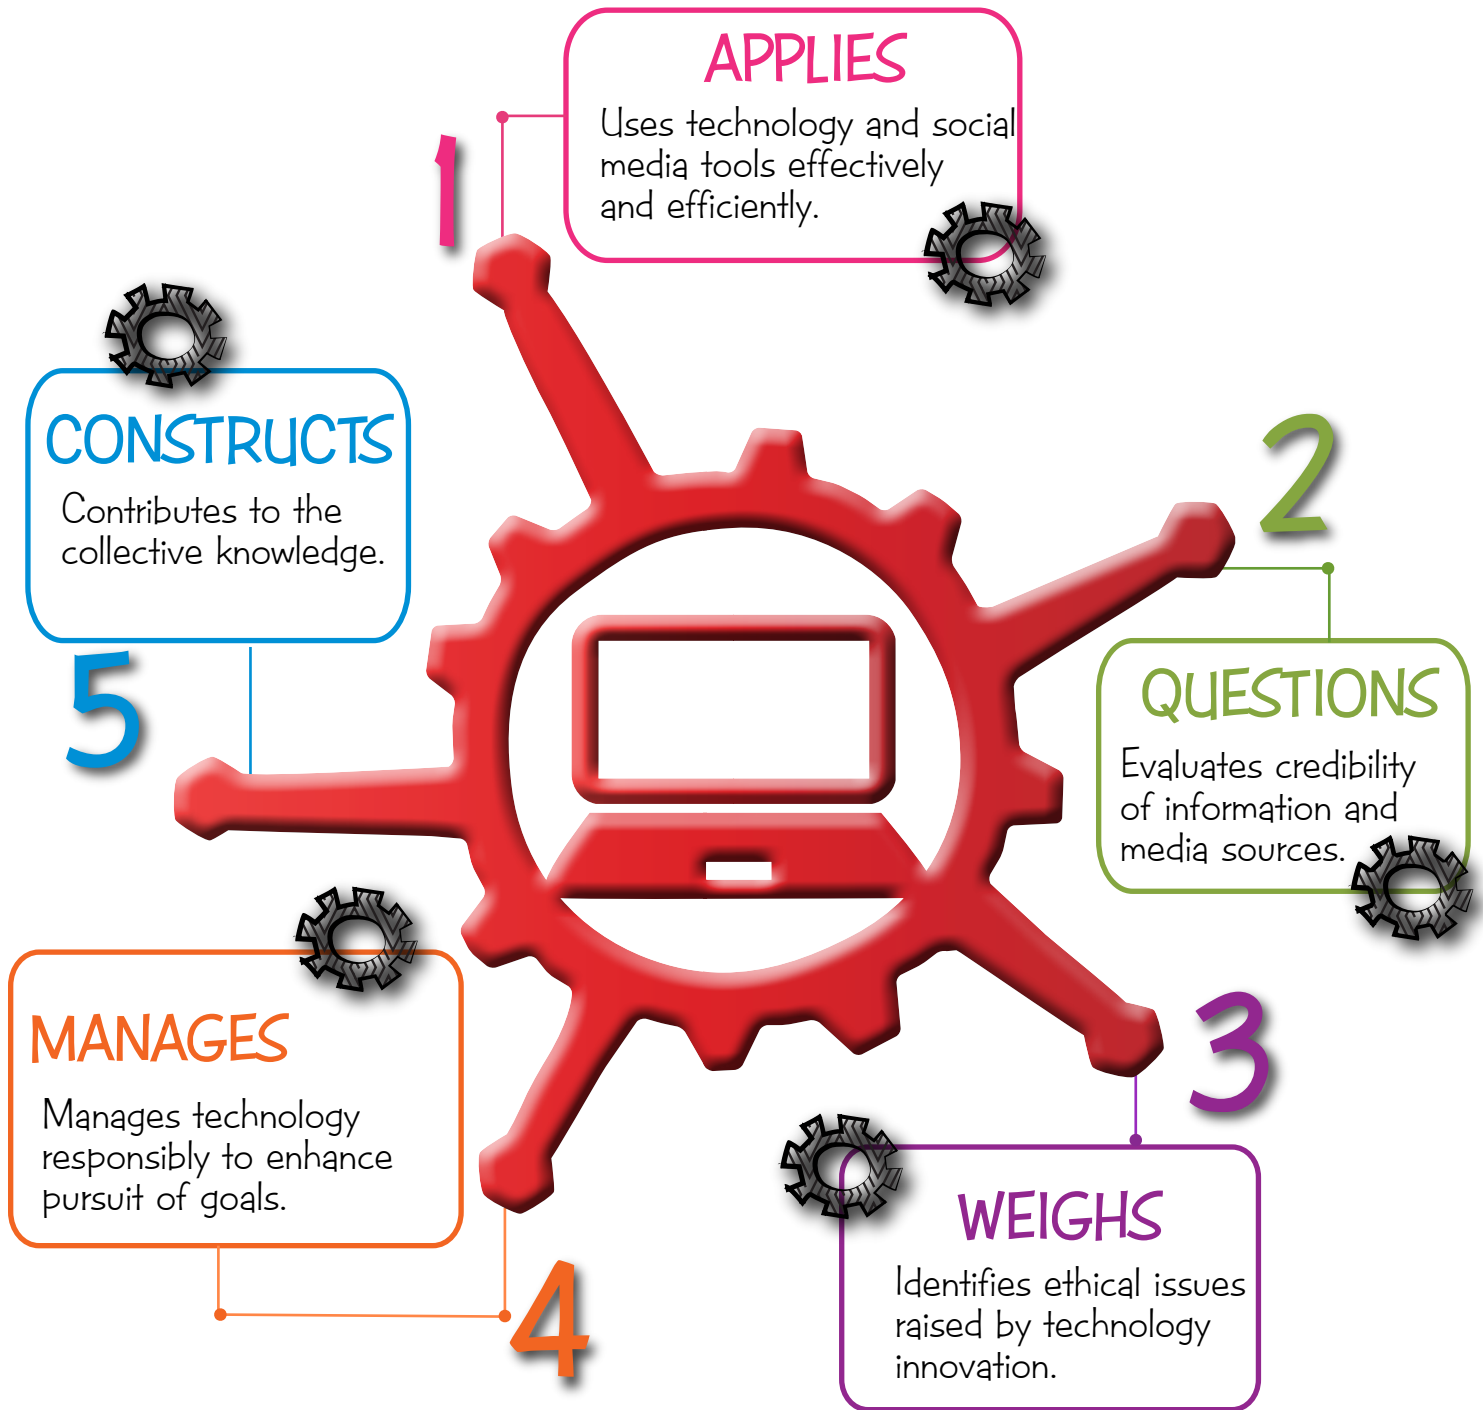 1
APPLIES
Uses technology and social
media tools effectively
and efficiently.
2
QUESTIONS
Evaluates credibility
of information and
media sources.
3
WEIGHS
Identifies ethical issues
raised by technology
innovation.
4
MANAGES
Manages technology
responsibly to enhance
pursuit of goals.
5
CONSTRUCTS
Contributes to the
collective knowledge.